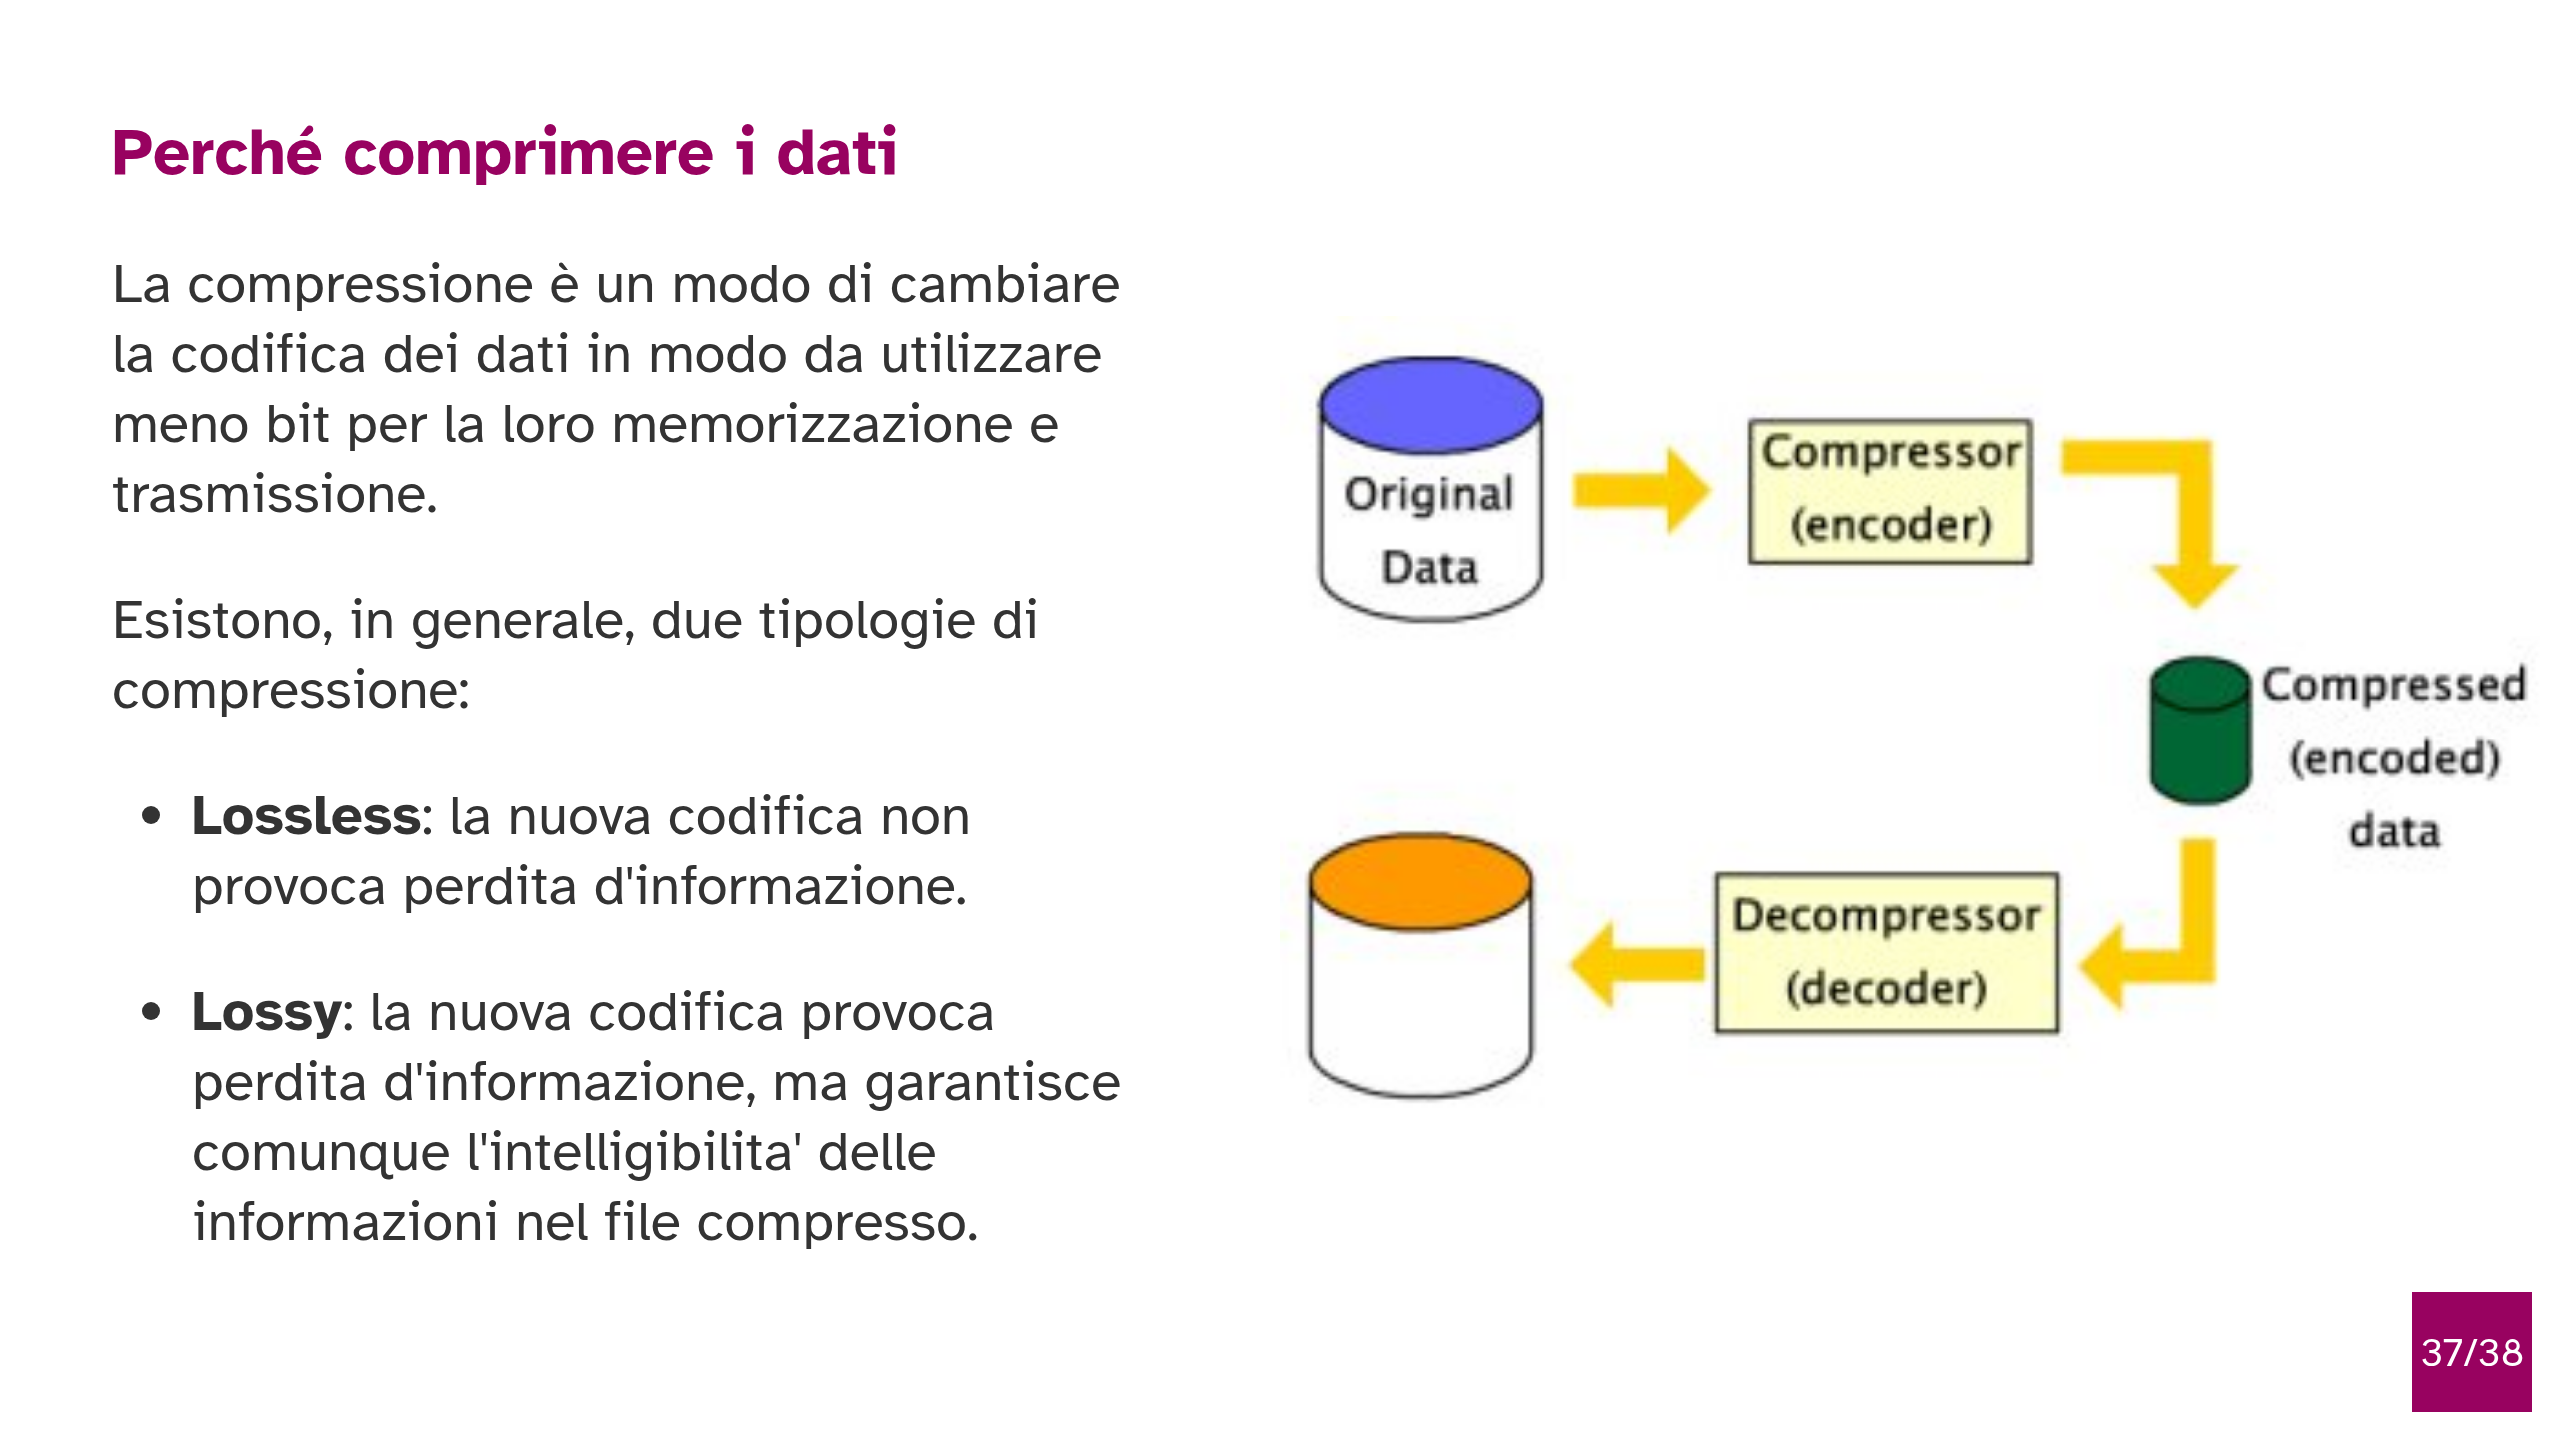 Perché comprimere i dati
La compressione è un modo di cambiare
la codifica dei dati in modo da utilizzare
meno bit per la loro memorizzazione e
trasmissione.
Esistono, in generale, due tipologie di
compressione:
• Lossless: la nuova codifica non
provoca perdita d'informazione.
• Lossy: la nuova codifica provoca
perdita d'informazione, ma garantisce
comunque l'intelligibilita' delle
informazioni nel file compresso.
Original
Data
Compressor
(encoder)
Compressed
(encoded)
data
Decompressor
(decoder)
37/38